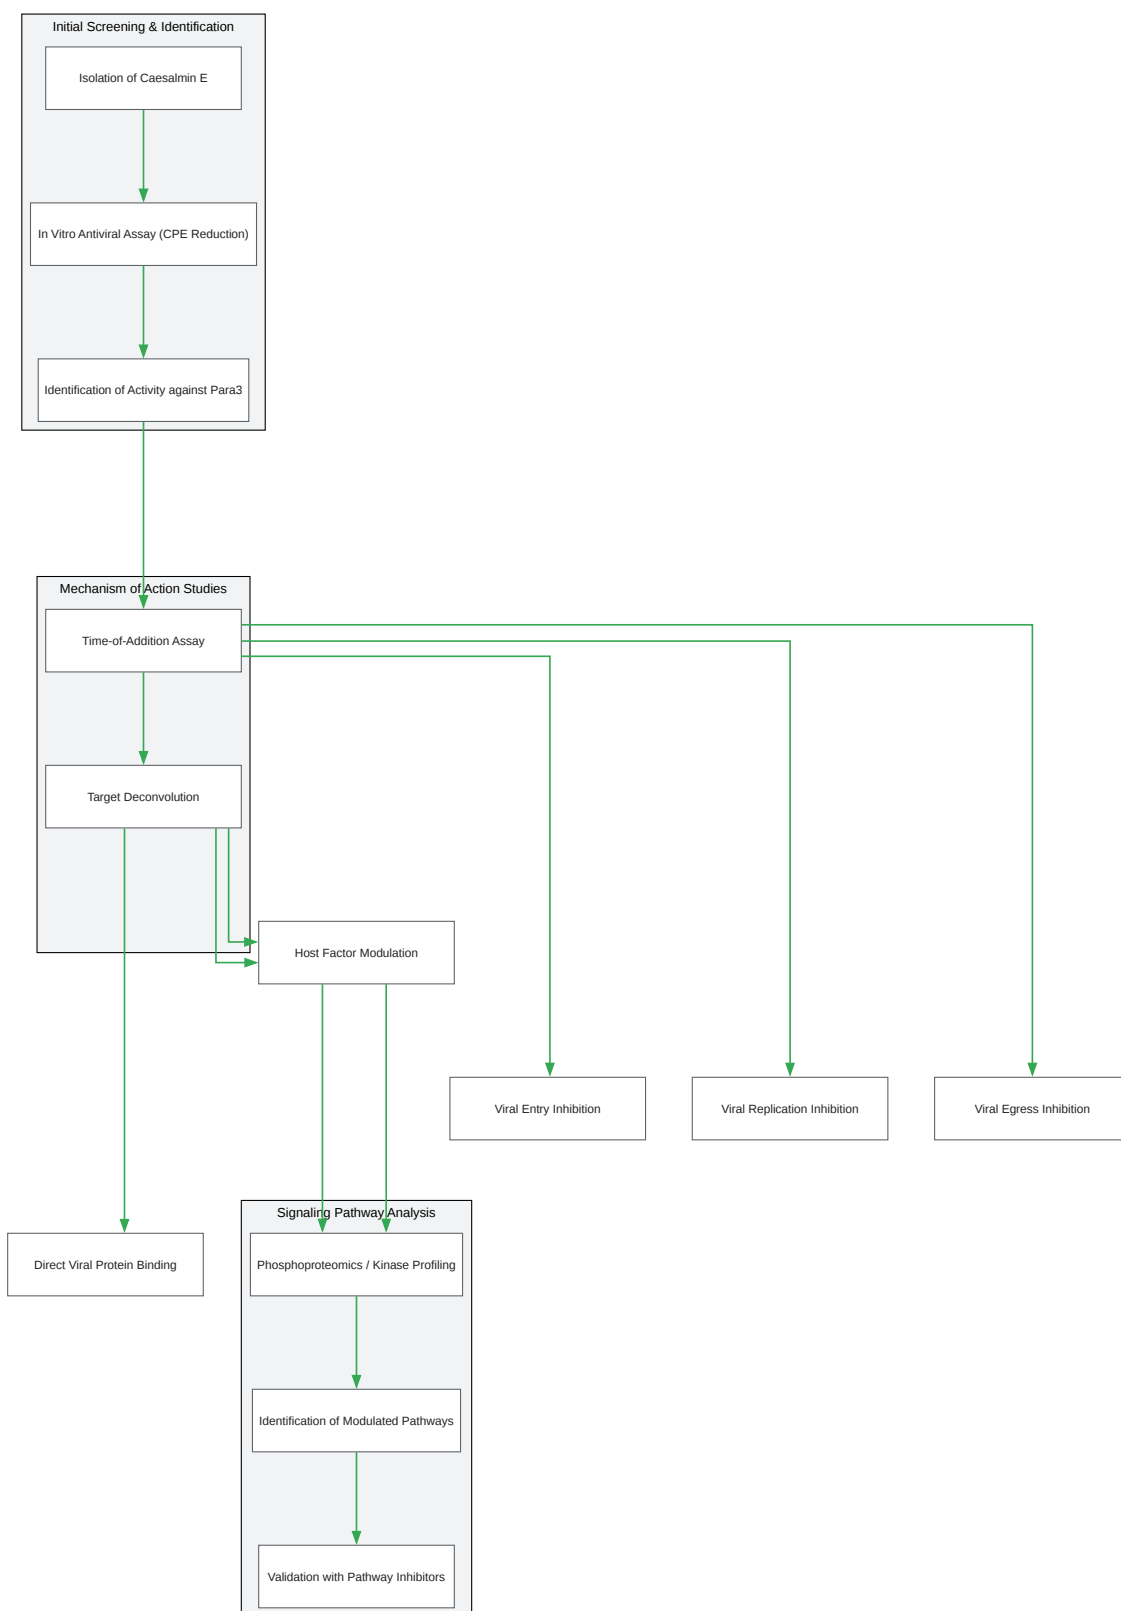 Initial Screening & Identification
Isolation of Caesalmin E
In Vitro Antiviral Assay (CPE Reduction)
Identification of Activity against Para3
Mechanism of Action Studies
Time-of-Addition Assay
Target Deconvolution
Host Factor Modulation
Viral Entry Inhibition
Viral Replication Inhibition
Viral Egress Inhibition
Direct Viral Protein Binding
Signaling Pathway Analysis
Phosphoproteomics / Kinase Profiling
Identification of Modulated Pathways
Validation with Pathway Inhibitors